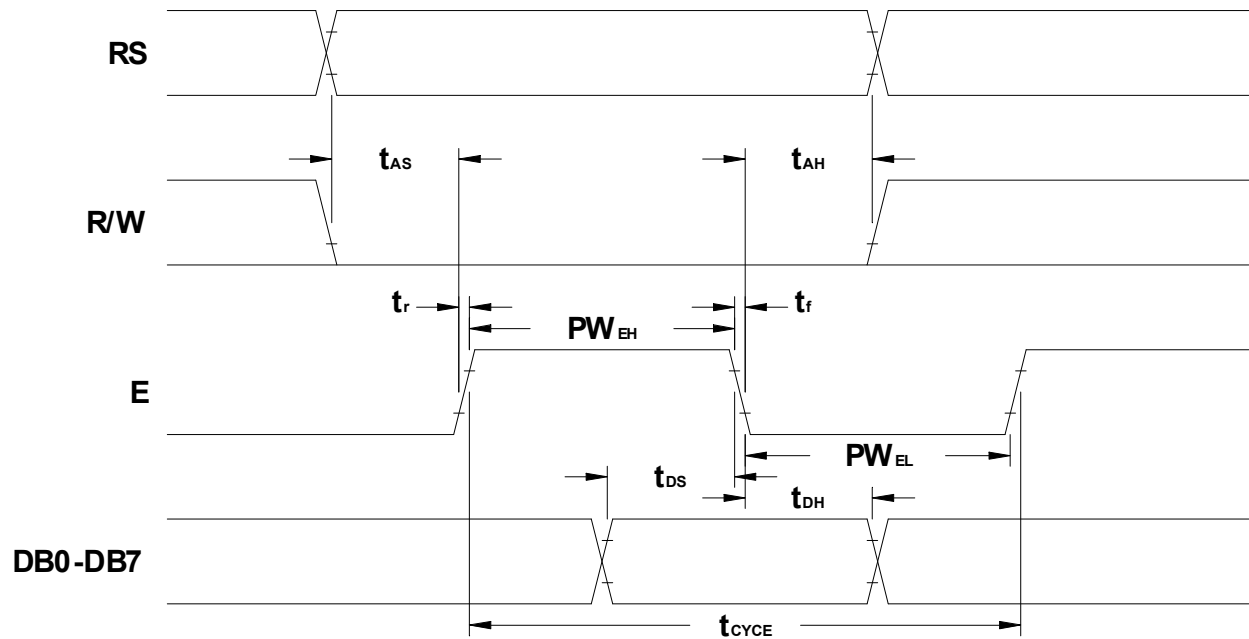 RS
tAS
tAH
R/W
tr
PWEH
tf
E
PWEL
tDS
tDH
DB0-DB7
tCYCE